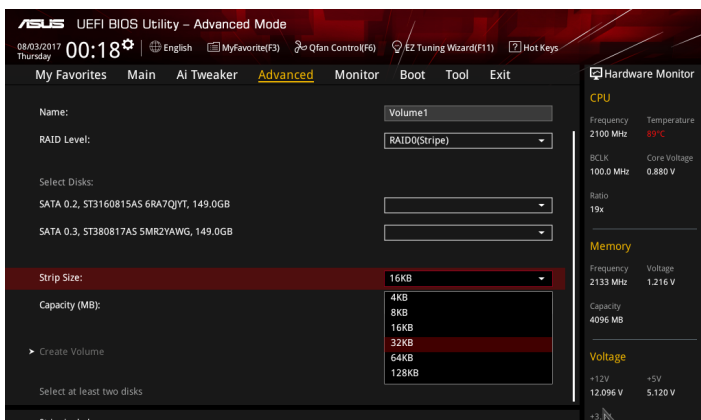 ASUS UEFI BIOS Utility – Advanced Mode
08/03/2017 Thursday 00:18 English MyFavorite(F3) Qfan Control(F6) EZ Tuning Wizard(F11) ? Hot Keys
My Favorites Main Ai Tweaker Advanced Monitor Boot Tool Exit
Hardware Monitor
Name: Volume1
RAID Level: RAID0(Stripe)
Select Disks:
SATA 0.2, ST3160815AS 6RA7QJYT, 149.0GB
SATA 0.3, ST380817AS 5MR2YAWG, 149.0GB
Strip Size: 16KB
4KB
8KB
16KB
32KB
64KB
128KB
Capacity (MB):
Create Volume
Select at least two disks
CPU
Frequency Temperature
2100 MHz 89°C
BCLK Core Voltage
100.0 MHz 0.880 V
Ratio
19x
Memory
Frequency Voltage
2133 MHz 1.216 V
Capacity
4096 MB
Voltage
+12V +5V
12.096 V 5.120 V